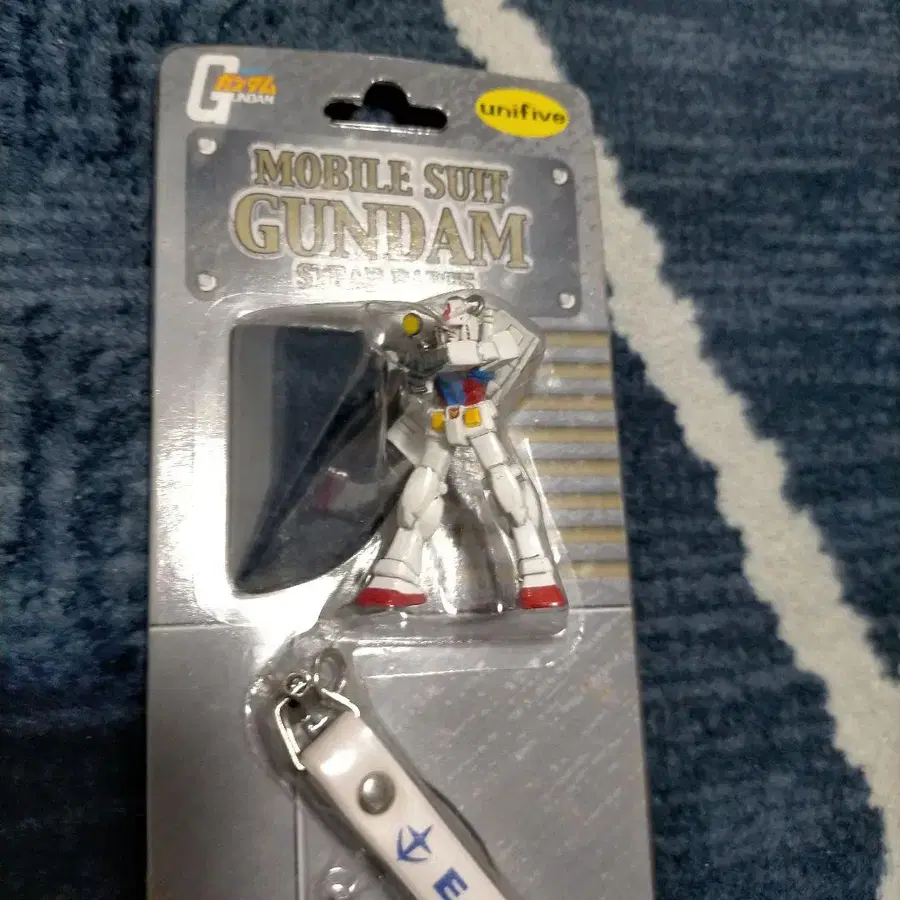 ガンダム
GUNDAM
unifive
MOBILE SUIT
GUNDAM
E